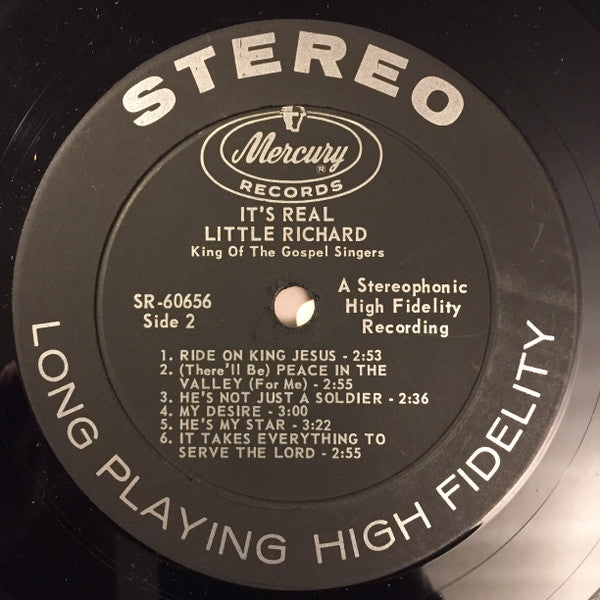 STEREO
Mercury
®
RECORDS
IT'S REAL
LITTLE RICHARD
King Of The Gospel Singers
SR-60656
Side 2
A Stereophonic
High Fidelity
Recording
1. RIDE ON KING JESUS - 2:53
2. (There'll Be) PEACE IN THE
VALLEY (For Me) - 2:55
3. HE'S NOT JUST A SOLDIER - 2:36
4. MY DESIRE - 3:00
5. HE'S MY STAR - 3:22
6. IT TAKES EVERYTHING TO
SERVE THE LORD - 2:55
LONG PLAYING HIGH FIDELITY